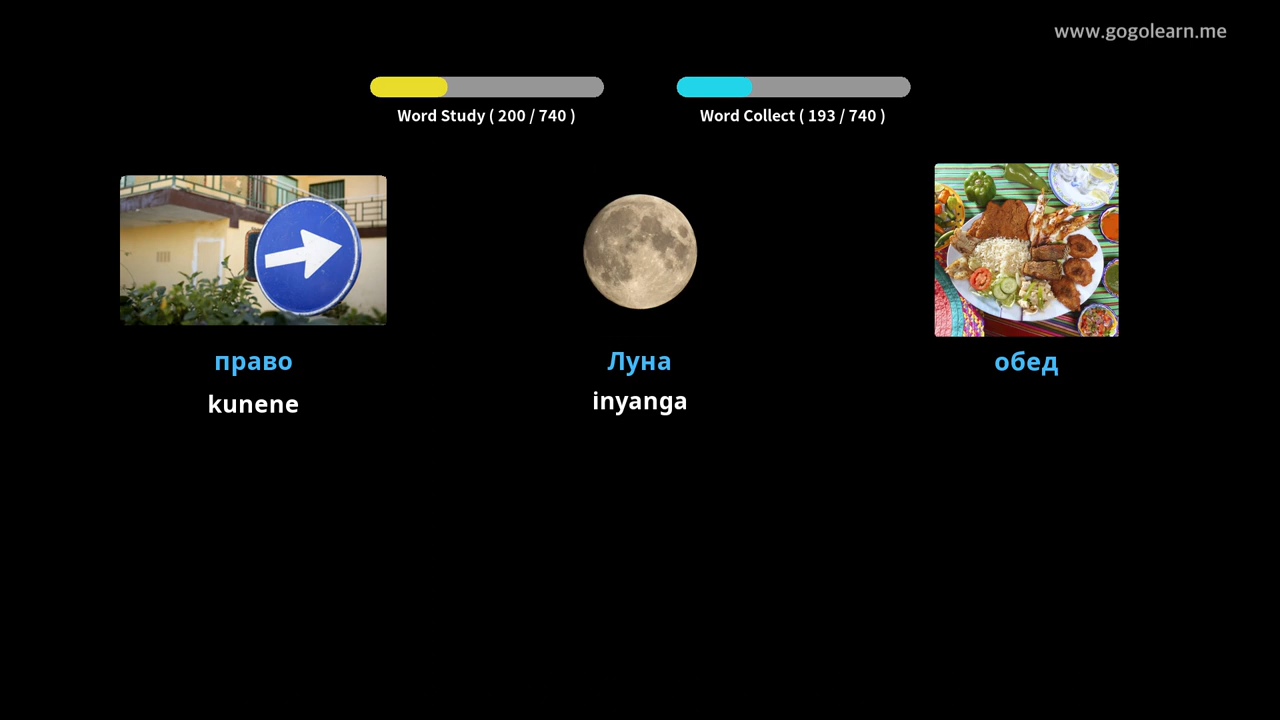 www.gogolearn.me
Word Study ( 200 / 740 )
Word Collect ( 193 / 740 )
право
Луна
обед
kunene
inyanga